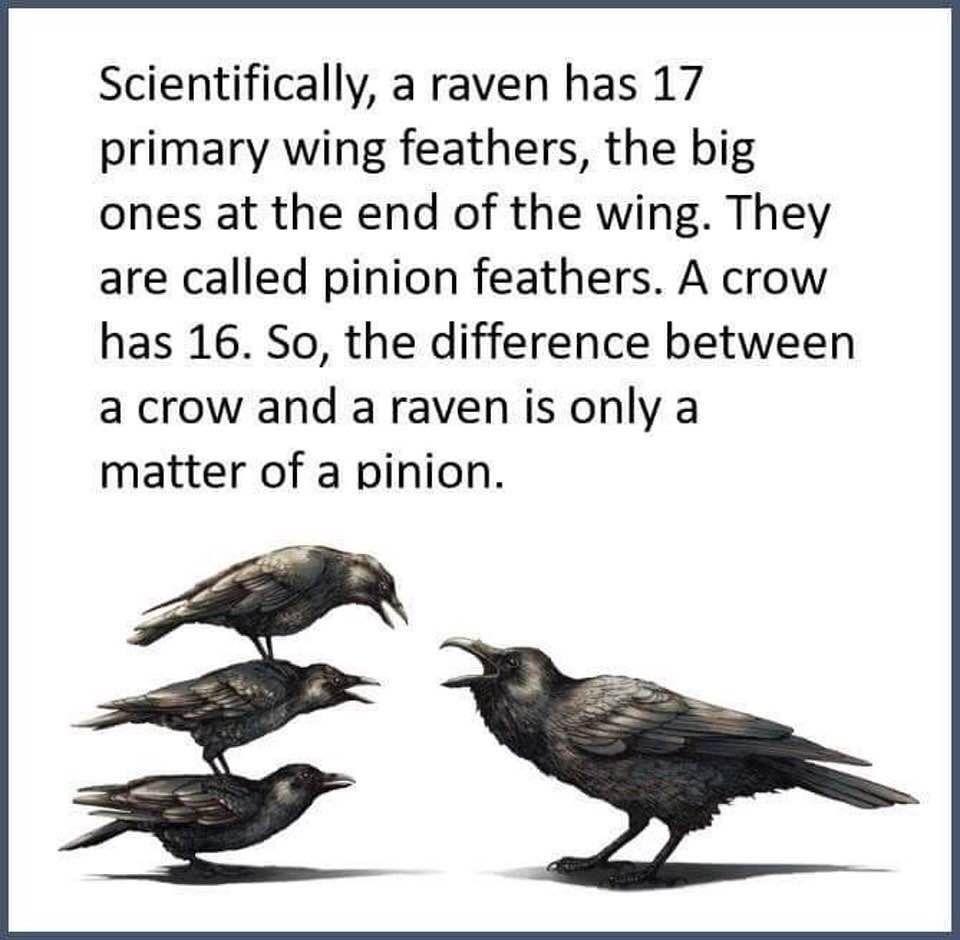 Scientifically, a raven has 17
primary wing feathers, the big
ones at the end of the wing. They
are called pinion feathers. A crow
has 16. So, the difference between
a crow and a raven is only a
matter of a pinion.